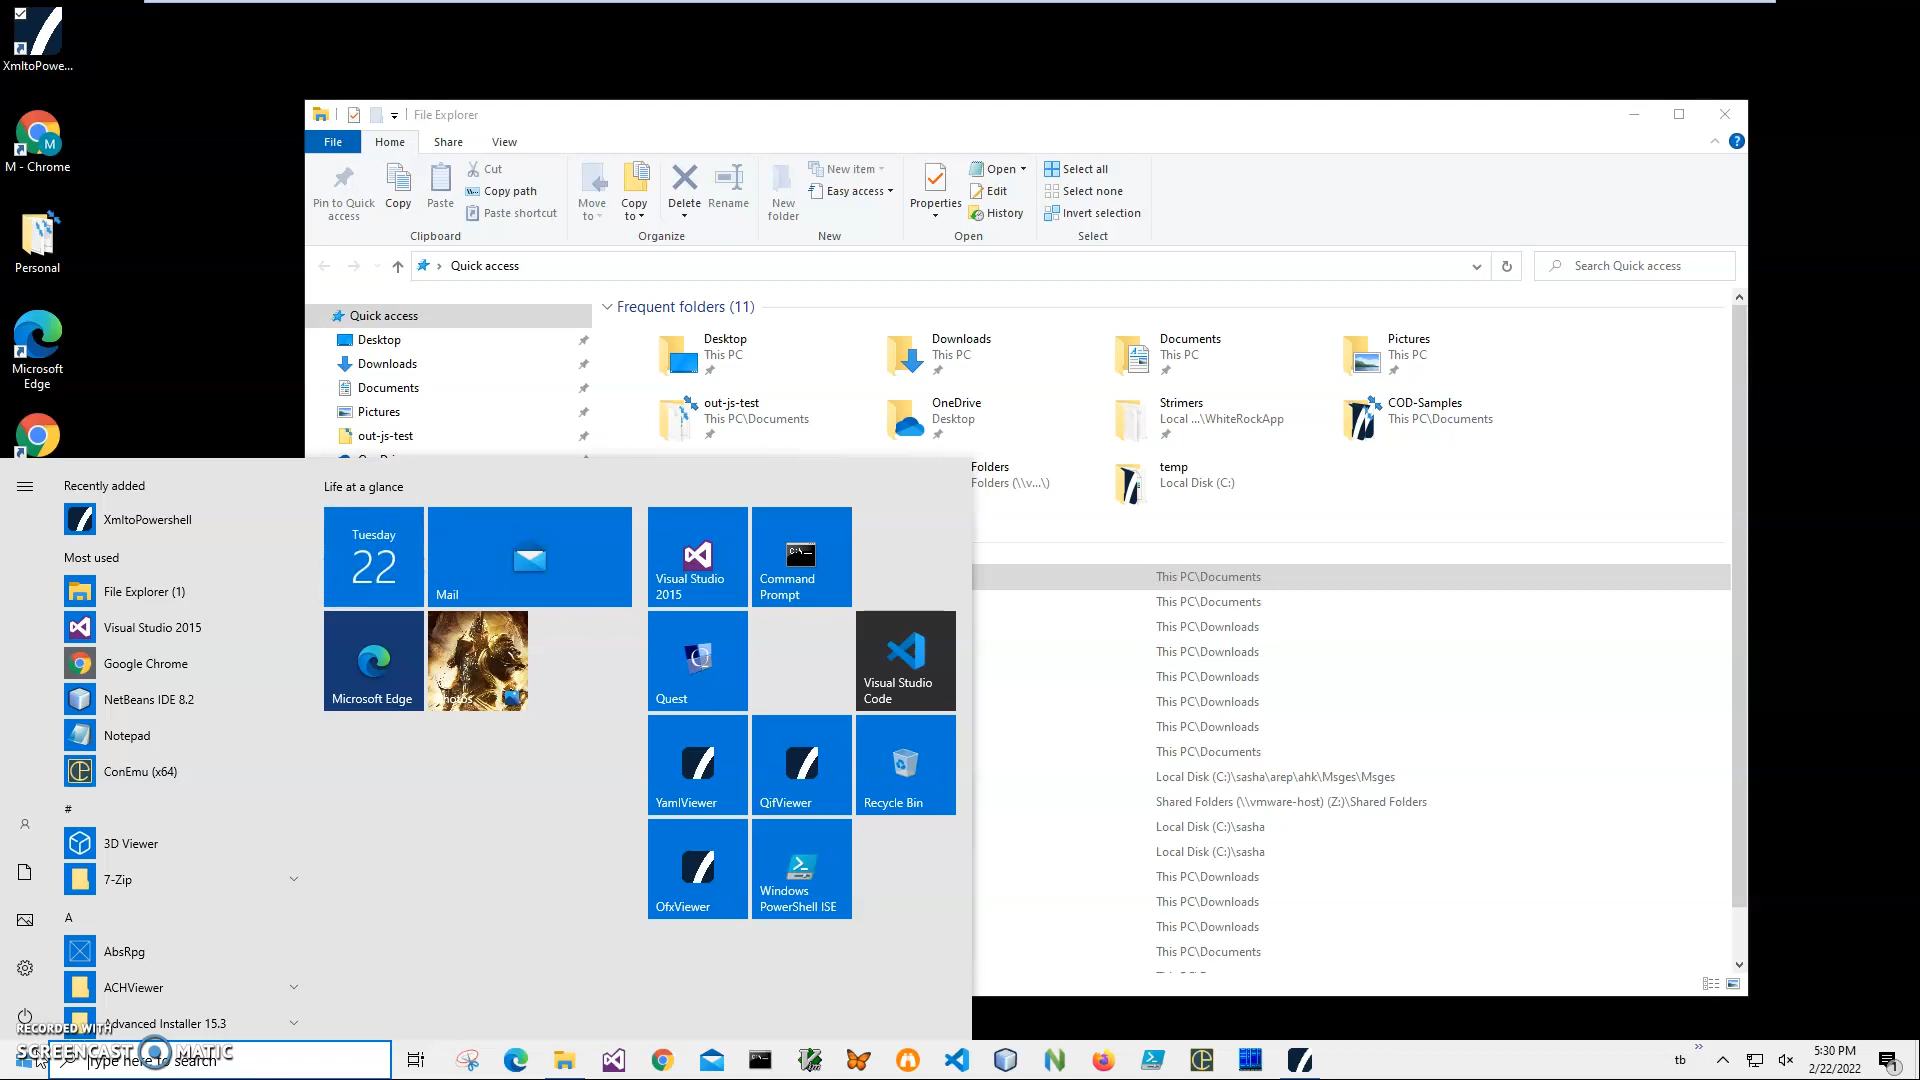 XmltoPowe...
M - Chrome
Personal
Microsoft
Edge
File Explorer
File
Home
Share
View
Pin to Quick
access
Copy
Paste
Cut
Copy path
Paste shortcut
Clipboard
Move
to
Copy
to
Delete
Rename
Organize
New
folder
New item
Easy access
New
Properties
Open
Edit
History
Open
Select all
Select none
Invert selection
Select
Quick access
Search Quick access
Quick access
Desktop
Downloads
Documents
Pictures
out-js-test
Frequent folders (11)
Desktop
This PC
Downloads
This PC
Documents
This PC
Pictures
This PC
out-js-test
This PC\Documents
OneDrive
Desktop
Strimers
Local ...\WhiteRockApp
COD-Samples
This PC\Documents
Folders
Folders (\\v...\)
temp
Local Disk (C:)
This PC\Documents
This PC\Documents
This PC\Downloads
This PC\Downloads
This PC\Downloads
This PC\Downloads
This PC\Downloads
This PC\Documents
Local Disk (C:)\sasha\arep\ahk\Msges\Msges
Shared Folders (\\vmware-host) (Z:)\Shared Folders
Local Disk (C:)\sasha
Local Disk (C:)\sasha
This PC\Downloads
This PC\Downloads
This PC\Downloads
This PC\Documents
Recently added
XmltoPowershell
Most used
File Explorer (1)
Visual Studio 2015
Google Chrome
NetBeans IDE 8.2
Notepad
ConEmu (x64)
#
3D Viewer
7-Zip
A
AbsRpg
ACHViewer
Advanced Installer 15.3
Life at a glance
Tuesday
22
Mail
Microsoft Edge
Photos
Visual Studio
2015
Command
Prompt
Quest
Visual Studio
Code
YamlViewer
QifViewer
Recycle Bin
OfxViewer
Windows
PowerShell ISE
RECORDED WITH
SCREENCAST MATIC
Type here to search
tb
5:30 PM
2/22/2022
1